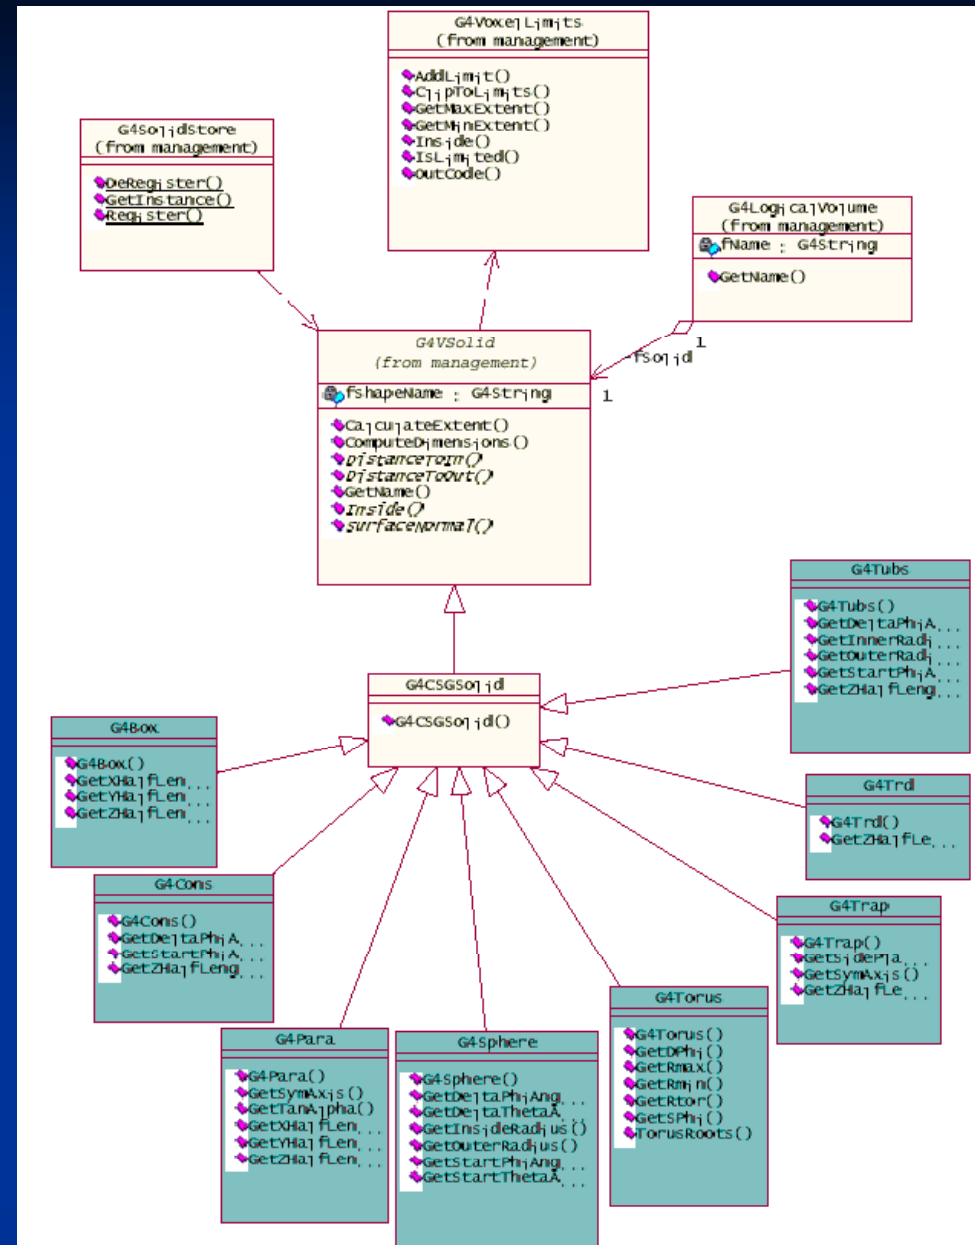 G4VoxelLimits
(from management)
AddLimit()
ClipToLimits()
GetMaxExtent()
GetMinExtent()
Inside()
IsLimited()
OutCode()
G4SolidStore
(from management)
DeRegister()
GetInstance()
Register()
G4LogicalVolume
(from management)
fName : G4String
GetName()
G4VSolid
(from management)
fshapeName : G4String
CalculateExtent()
ComputeDimensions()
DistanceToIn()
DistanceToOut()
GetName()
Inside()
SurfaceNormal()
-fSolid
1
1
G4Tubs
G4Tubs()
GetDeltaPhiA...
GetInnerRadi...
GetOuterRadi...
GetStartPhiA...
GetZHalfLeng...
G4CSGSolid
G4CSGSolid()
G4Box
G4Box()
GetXHalfLen...
GetYHalfLen...
GetZHalfLen...
G4Trd
G4Trd()
GetZHalfLe...
G4Cons
G4Cons()
GetDeltaPhiA...
GetStartPhiA...
GetZHalfLeng...
G4Trap
G4Trap()
GetSidePla...
GetSymAxis()
GetZHalfLe...
G4Torus
G4Torus()
GetDPhi()
GetRmax()
GetRmin()
GetRtor()
GetSPhi()
TorusRoots()
G4Para
G4Para()
GetSymAxis()
GetTanAlpha()
GetXHalfLen...
GetYHalfLen...
GetZHalfLen...
G4Sphere
G4Sphere()
GetDeltaPhiAng...
GetDeltaThetaA...
GetInsideRadius()
GetOuterRadius()
GetStartPhiAng...
GetStartThetaA...